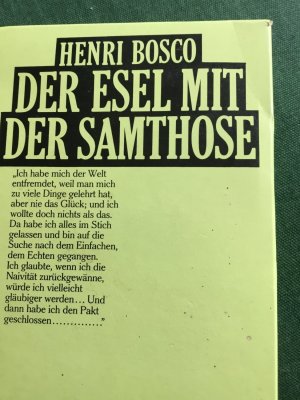 HENRI BOSCO
DER ESEL MIT
DER SAMTHOSE
„Ich habe mich der Welt
entfremdet, weil man mich
zu viele Dinge gelehrt hat,
aber nie das Glück; und ich
wollte doch nichts als das.
Da habe ich alles im Stich
gelassen und bin auf die
Suche nach dem Einfachen,
dem Echten gegangen.
Ich glaubte, wenn ich die
Naivität zurückgewänne,
würde ich vielleicht
gläubiger werden... Und
dann habe ich den Pakt
geschlossen..............”